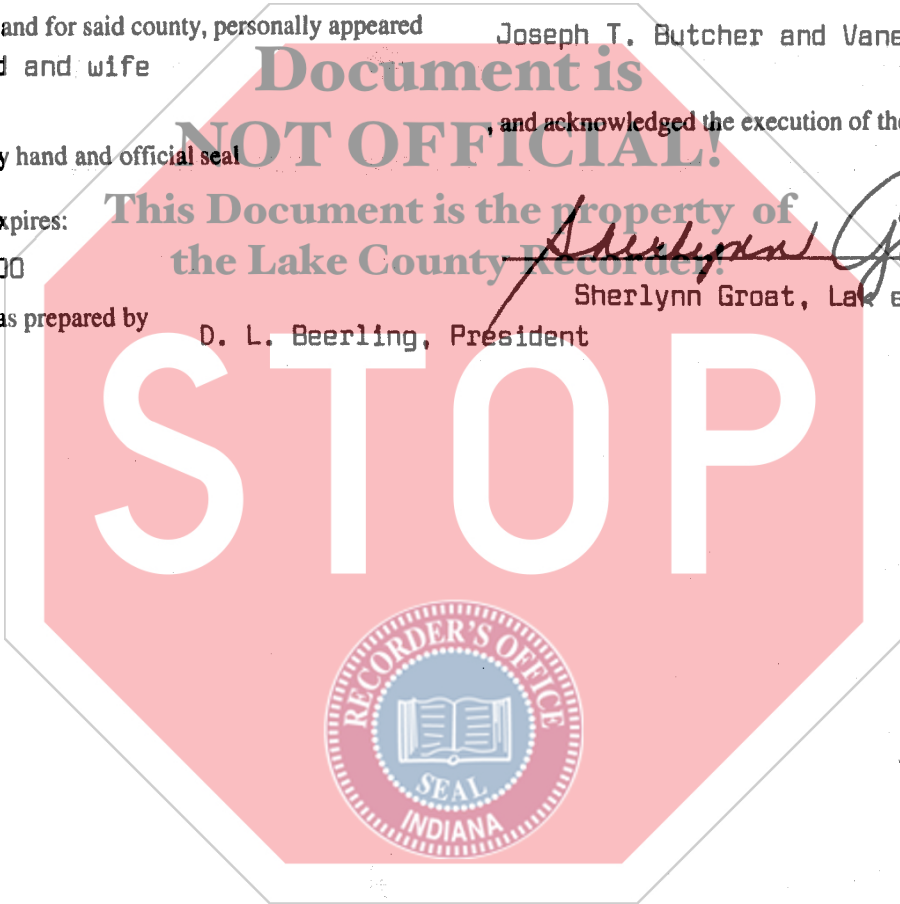 and for said county, personally appeared Joseph T. Butcher and Vane
d and wife
Document is
, and acknowledged the execution of the
NOT OFFICIAL!
y hand and official seal
This Document is the property of
xpires:
the Lake County Recorder!
00
Sherlynn Groat, Lake
as prepared by D. L. Beerling, President
STOP
RECORDER'S OFFICE
SEAL
INDIANA